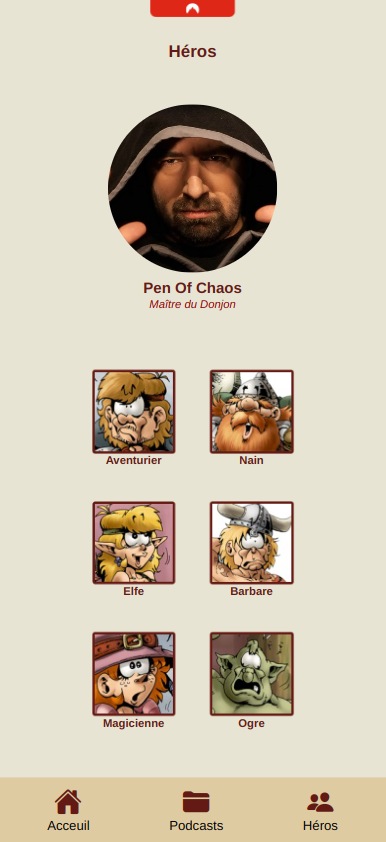 Héros
Pen Of Chaos
Maître du Donjon
Aventurier
Nain
Elfe
Barbare
Magicienne
Ogre
Acceuil
Podcasts
Héros